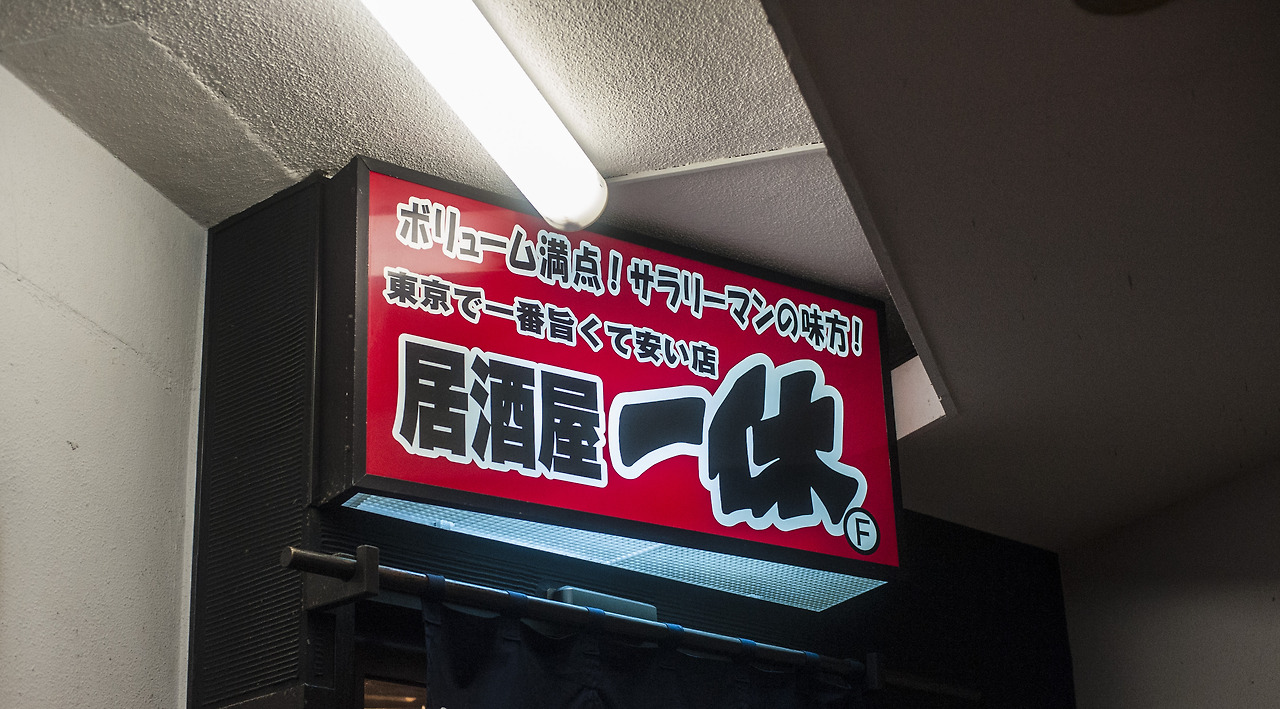 ボリューム満点！サラリーマンの味方！
東京で一番旨くて安い店
居酒屋一休
F